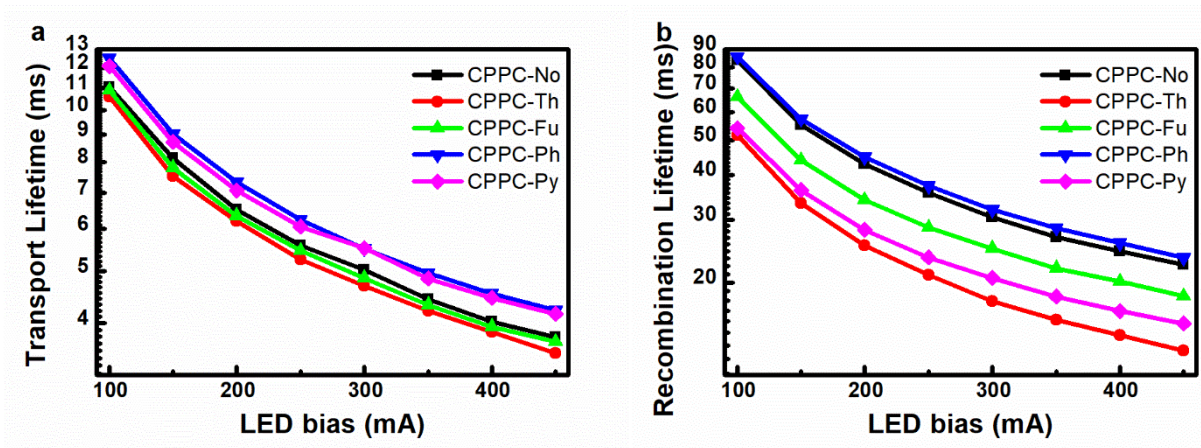 a
Transport Lifetime (ms)
13
12
11
10
9
8
7
6
5
4
CPPC-No
CPPC-Th
CPPC-Fu
CPPC-Ph
CPPC-Py
100 200 300 400
LED bias (mA)
b
Recombination Lifetime (ms)
90
80
70
60
50
40
30
20
CPPC-No
CPPC-Th
CPPC-Fu
CPPC-Ph
CPPC-Py
100 200 300 400
LED bias (mA)